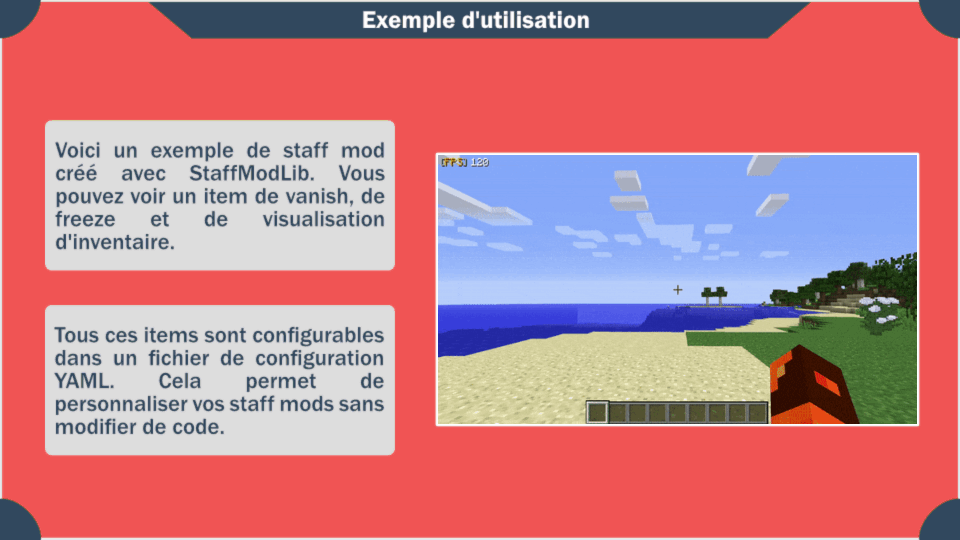 Exemple d'utilisation
Voici un exemple de staff mod
créé avec StaffModLib. Vous
pouvez voir un item de vanish, de
freeze et de visualisation
d'inventaire.
[FPS] 120
Tous ces items sont configurables
dans un fichier de configuration
YAML. Cela permet de
personnaliser vos staff mods sans
modifier de code.